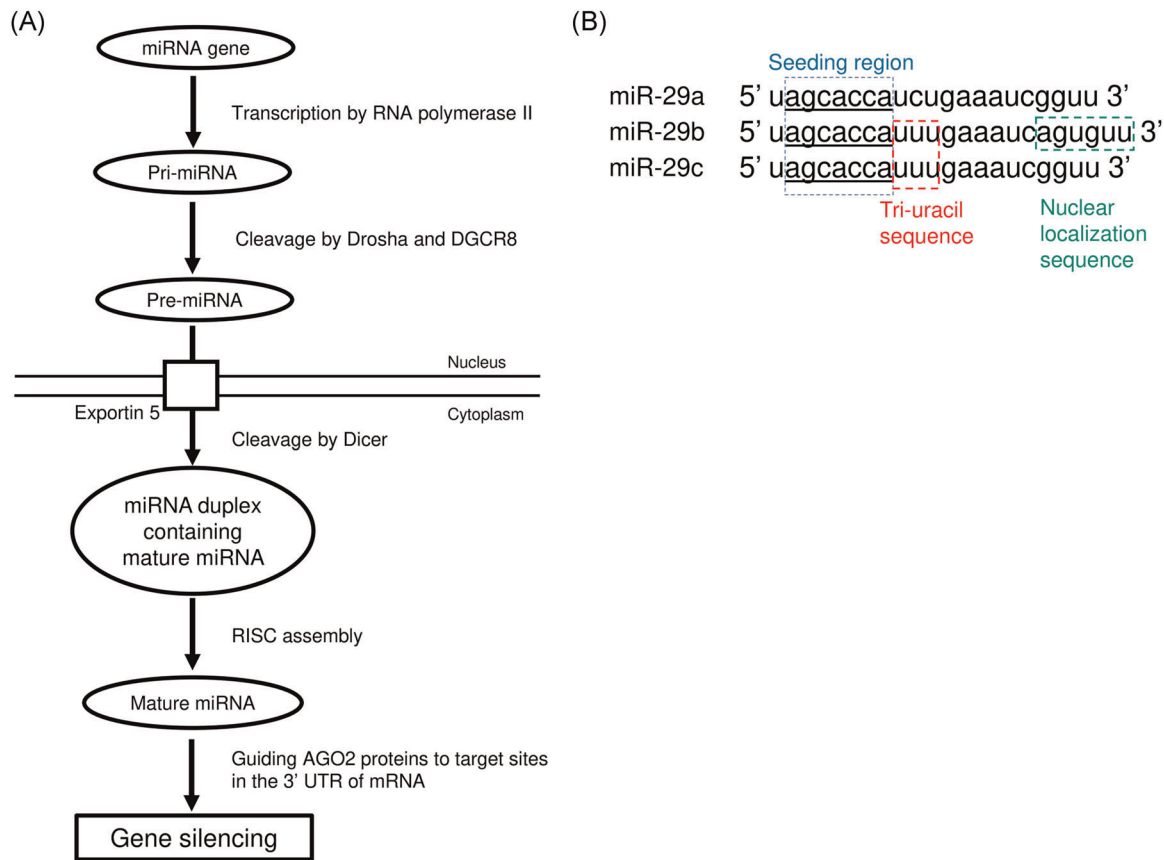 (A)
miRNA gene
Transcription by RNA polymerase II
Pri-miRNA
Cleavage by Drosha and DGCR8
Pre-miRNA
Nucleus
Exportin 5
Cytoplasm
Cleavage by Dicer
miRNA duplex
containing
mature miRNA
RISC assembly
Mature miRNA
Guiding AGO2 proteins to target sites
in the 3' UTR of mRNA
Gene silencing
(B)
Seeding region
miR-29a 5' uagcaccaucugaaaucgguu 3'
miR-29b 5' uagcaccauuugaaaucaguguu 3'
miR-29c 5' uagcaccauuugaaaucgguu 3'
Tri-uracil
sequence
Nuclear
localization
sequence